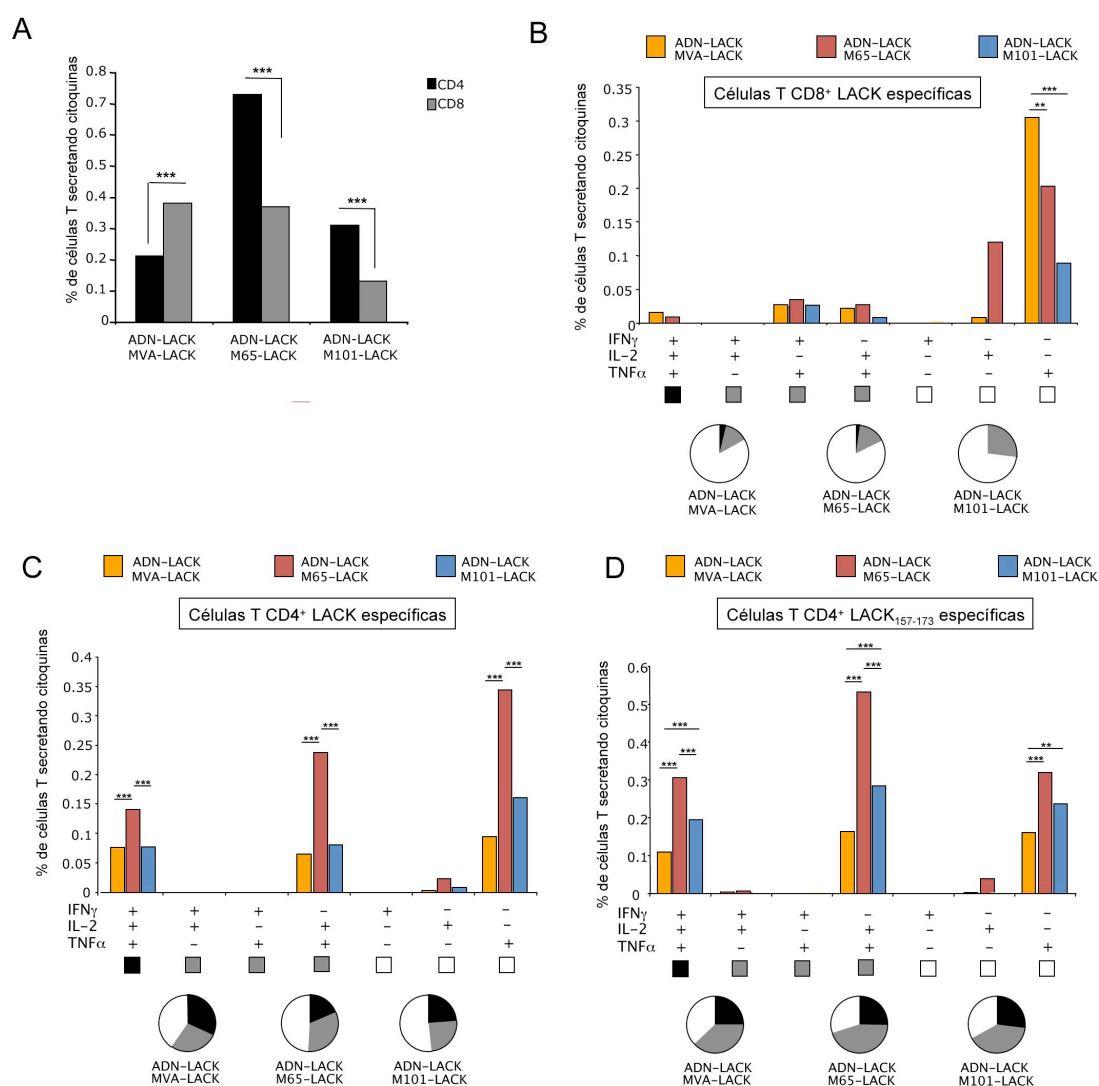 A
% de células T secretando citoquinas
0.8
0.7
0.6
0.5
0.4
0.3
0.2
0.1
0
***
***
***
CD4
CD8
ADN-LACK
MVA-LACK
ADN-LACK
M65-LACK
ADN-LACK
M101-LACK
B
ADN-LACK
MVA-LACK
ADN-LACK
M65-LACK
ADN-LACK
M101-LACK
Células T CD8⁺ LACK específicas
% de células T secretando citoquinas
0.35
0.3
0.25
0.2
0.15
0.1
0.05
0
***
**
IFNγ + + + – + – –
IL-2 + + – + – + –
TNFα + – + + – – +
ADN-LACK
MVA-LACK
ADN-LACK
M65-LACK
ADN-LACK
M101-LACK
C
ADN-LACK
MVA-LACK
ADN-LACK
M65-LACK
ADN-LACK
M101-LACK
Células T CD4⁺ LACK específicas
% de células T secretando citoquinas
0.4
0.35
0.3
0.25
0.2
0.15
0.1
0.05
0
*** ***
*** ***
*** ***
IFNγ + + + – + – –
IL-2 + + – + – + –
TNFα + – + + – – +
ADN-LACK
MVA-LACK
ADN-LACK
M65-LACK
ADN-LACK
M101-LACK
D
ADN-LACK
MVA-LACK
ADN-LACK
M65-LACK
ADN-LACK
M101-LACK
Células T CD4⁺ LACK₁₅₇₋₁₇₃ específicas
% de células T secretando citoquinas
0.6
0.5
0.4
0.3
0.2
0.1
0
***
*** ***
***
*** ***
**
***
IFNγ + + + – + – –
IL-2 + + – + – + –
TNFα + – + + – – +
ADN-LACK
MVA-LACK
ADN-LACK
M65-LACK
ADN-LACK
M101-LACK